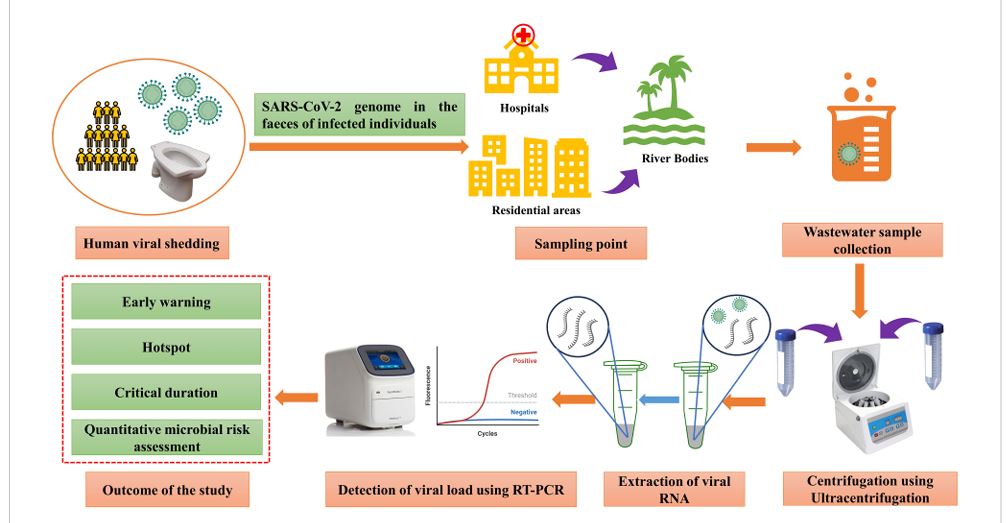 SARS-CoV-2 genome in the
faeces of infected individuals
Hospitals
River Bodies
Residential areas
Human viral shedding
Sampling point
Wastewater sample
collection
Early warning
Hotspot
Critical duration
Quantitative microbial risk
assessment
Fluorescence
Positive
Threshold
Negative
Cycles
Outcome of the study
Detection of viral load using RT-PCR
Extraction of viral
RNA
Centrifugation using
Ultracentrifugation